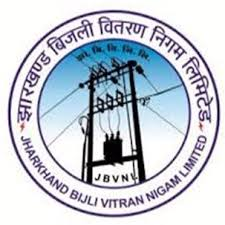 झारखण्ड बिजली वितरण निगम लिमिटेड
झा. बि. वि. नि. लि.
JBVNL
JHARKHAND BIJLI VITRAN NIGAM LIMITED